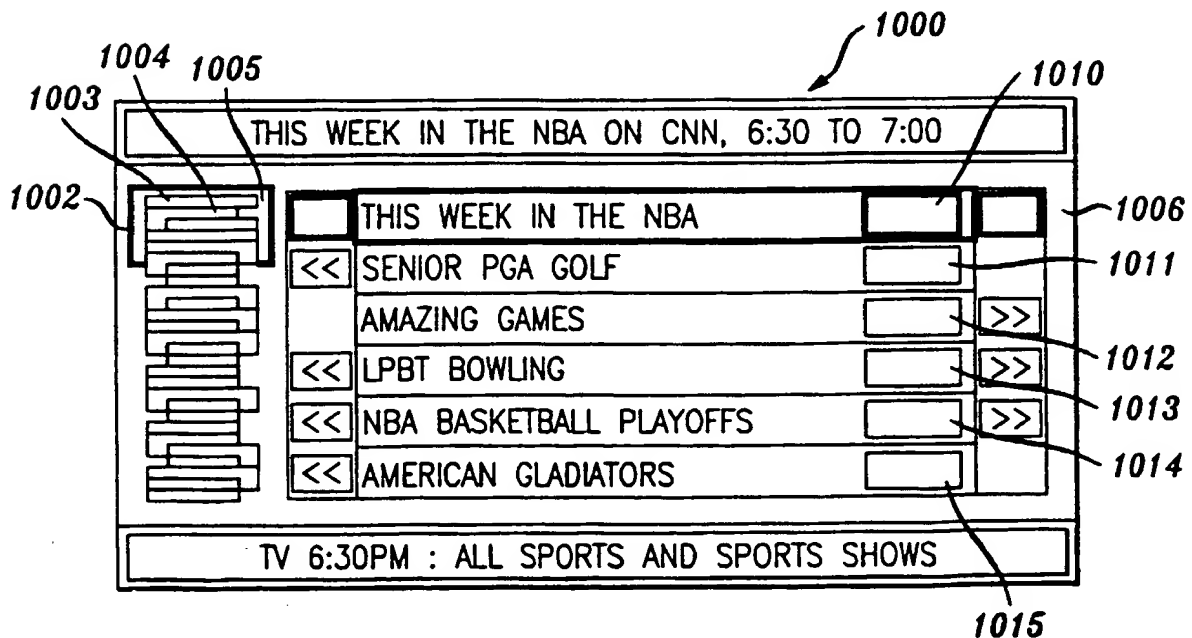 1000
1004
1005
1010
1003
THIS WEEK IN THE NBA ON CNN, 6:30 TO 7:00
1002
THIS WEEK IN THE NBA
1006
<< SENIOR PGA GOLF
1011
AMAZING GAMES >>
1012
<< LPBT BOWLING >>
1013
<< NBA BASKETBALL PLAYOFFS >>
1014
<< AMERICAN GLADIATORS
TV 6:30PM : ALL SPORTS AND SPORTS SHOWS
1015